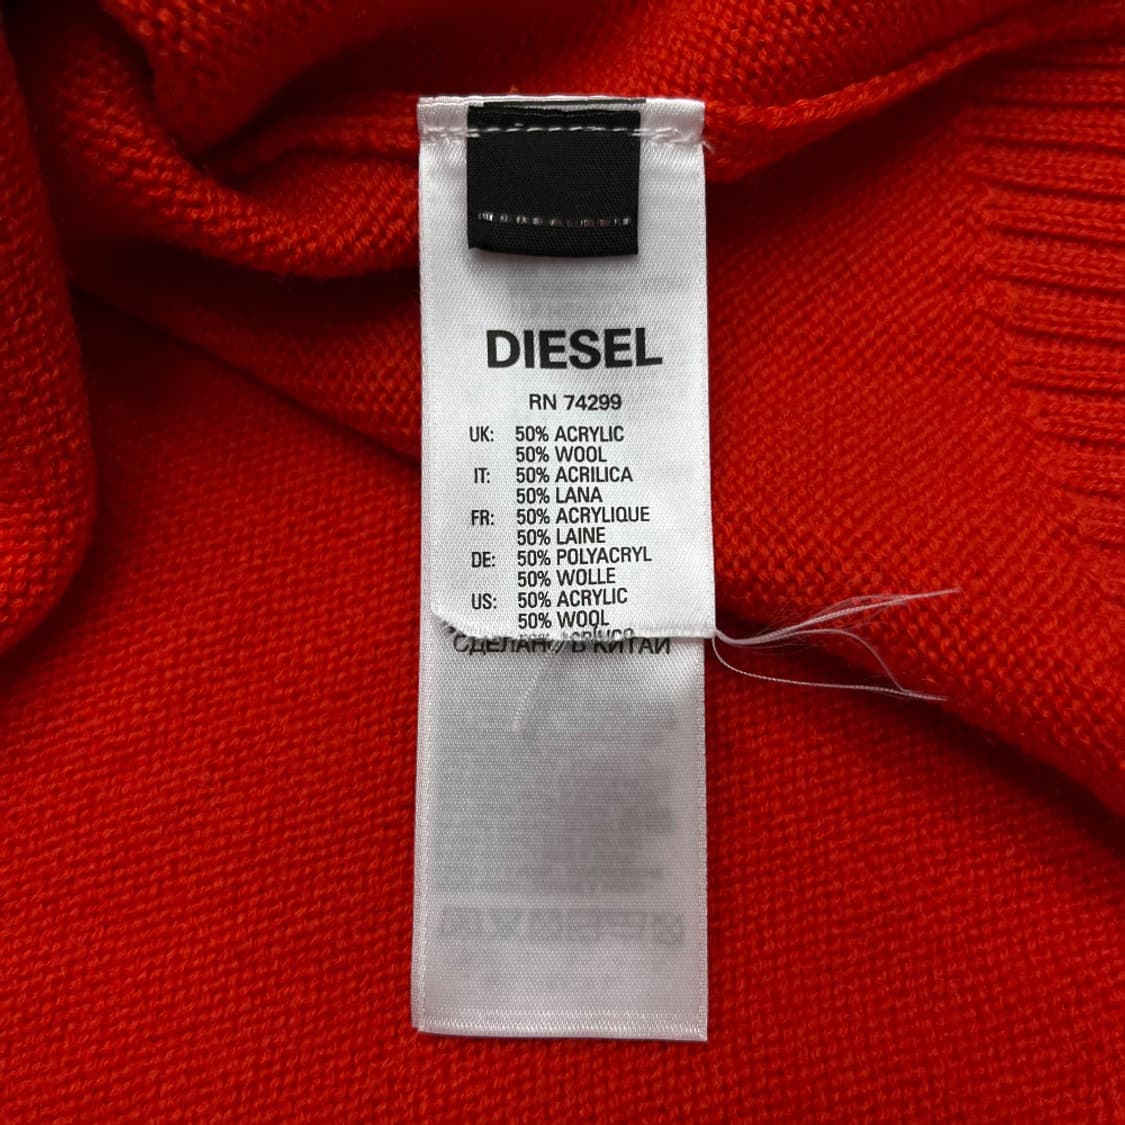 DIESEL
RN 74299
UK: 50% ACRYLIC
50% WOOL
IT: 50% ACRILICA
50% LANA
FR: 50% ACRYLIQUE
50% LAINE
DE: 50% POLYACRYL
50% WOLLE
US: 50% ACRYLIC
50% WOOL
СДЕЛАНО В КИТАЙ